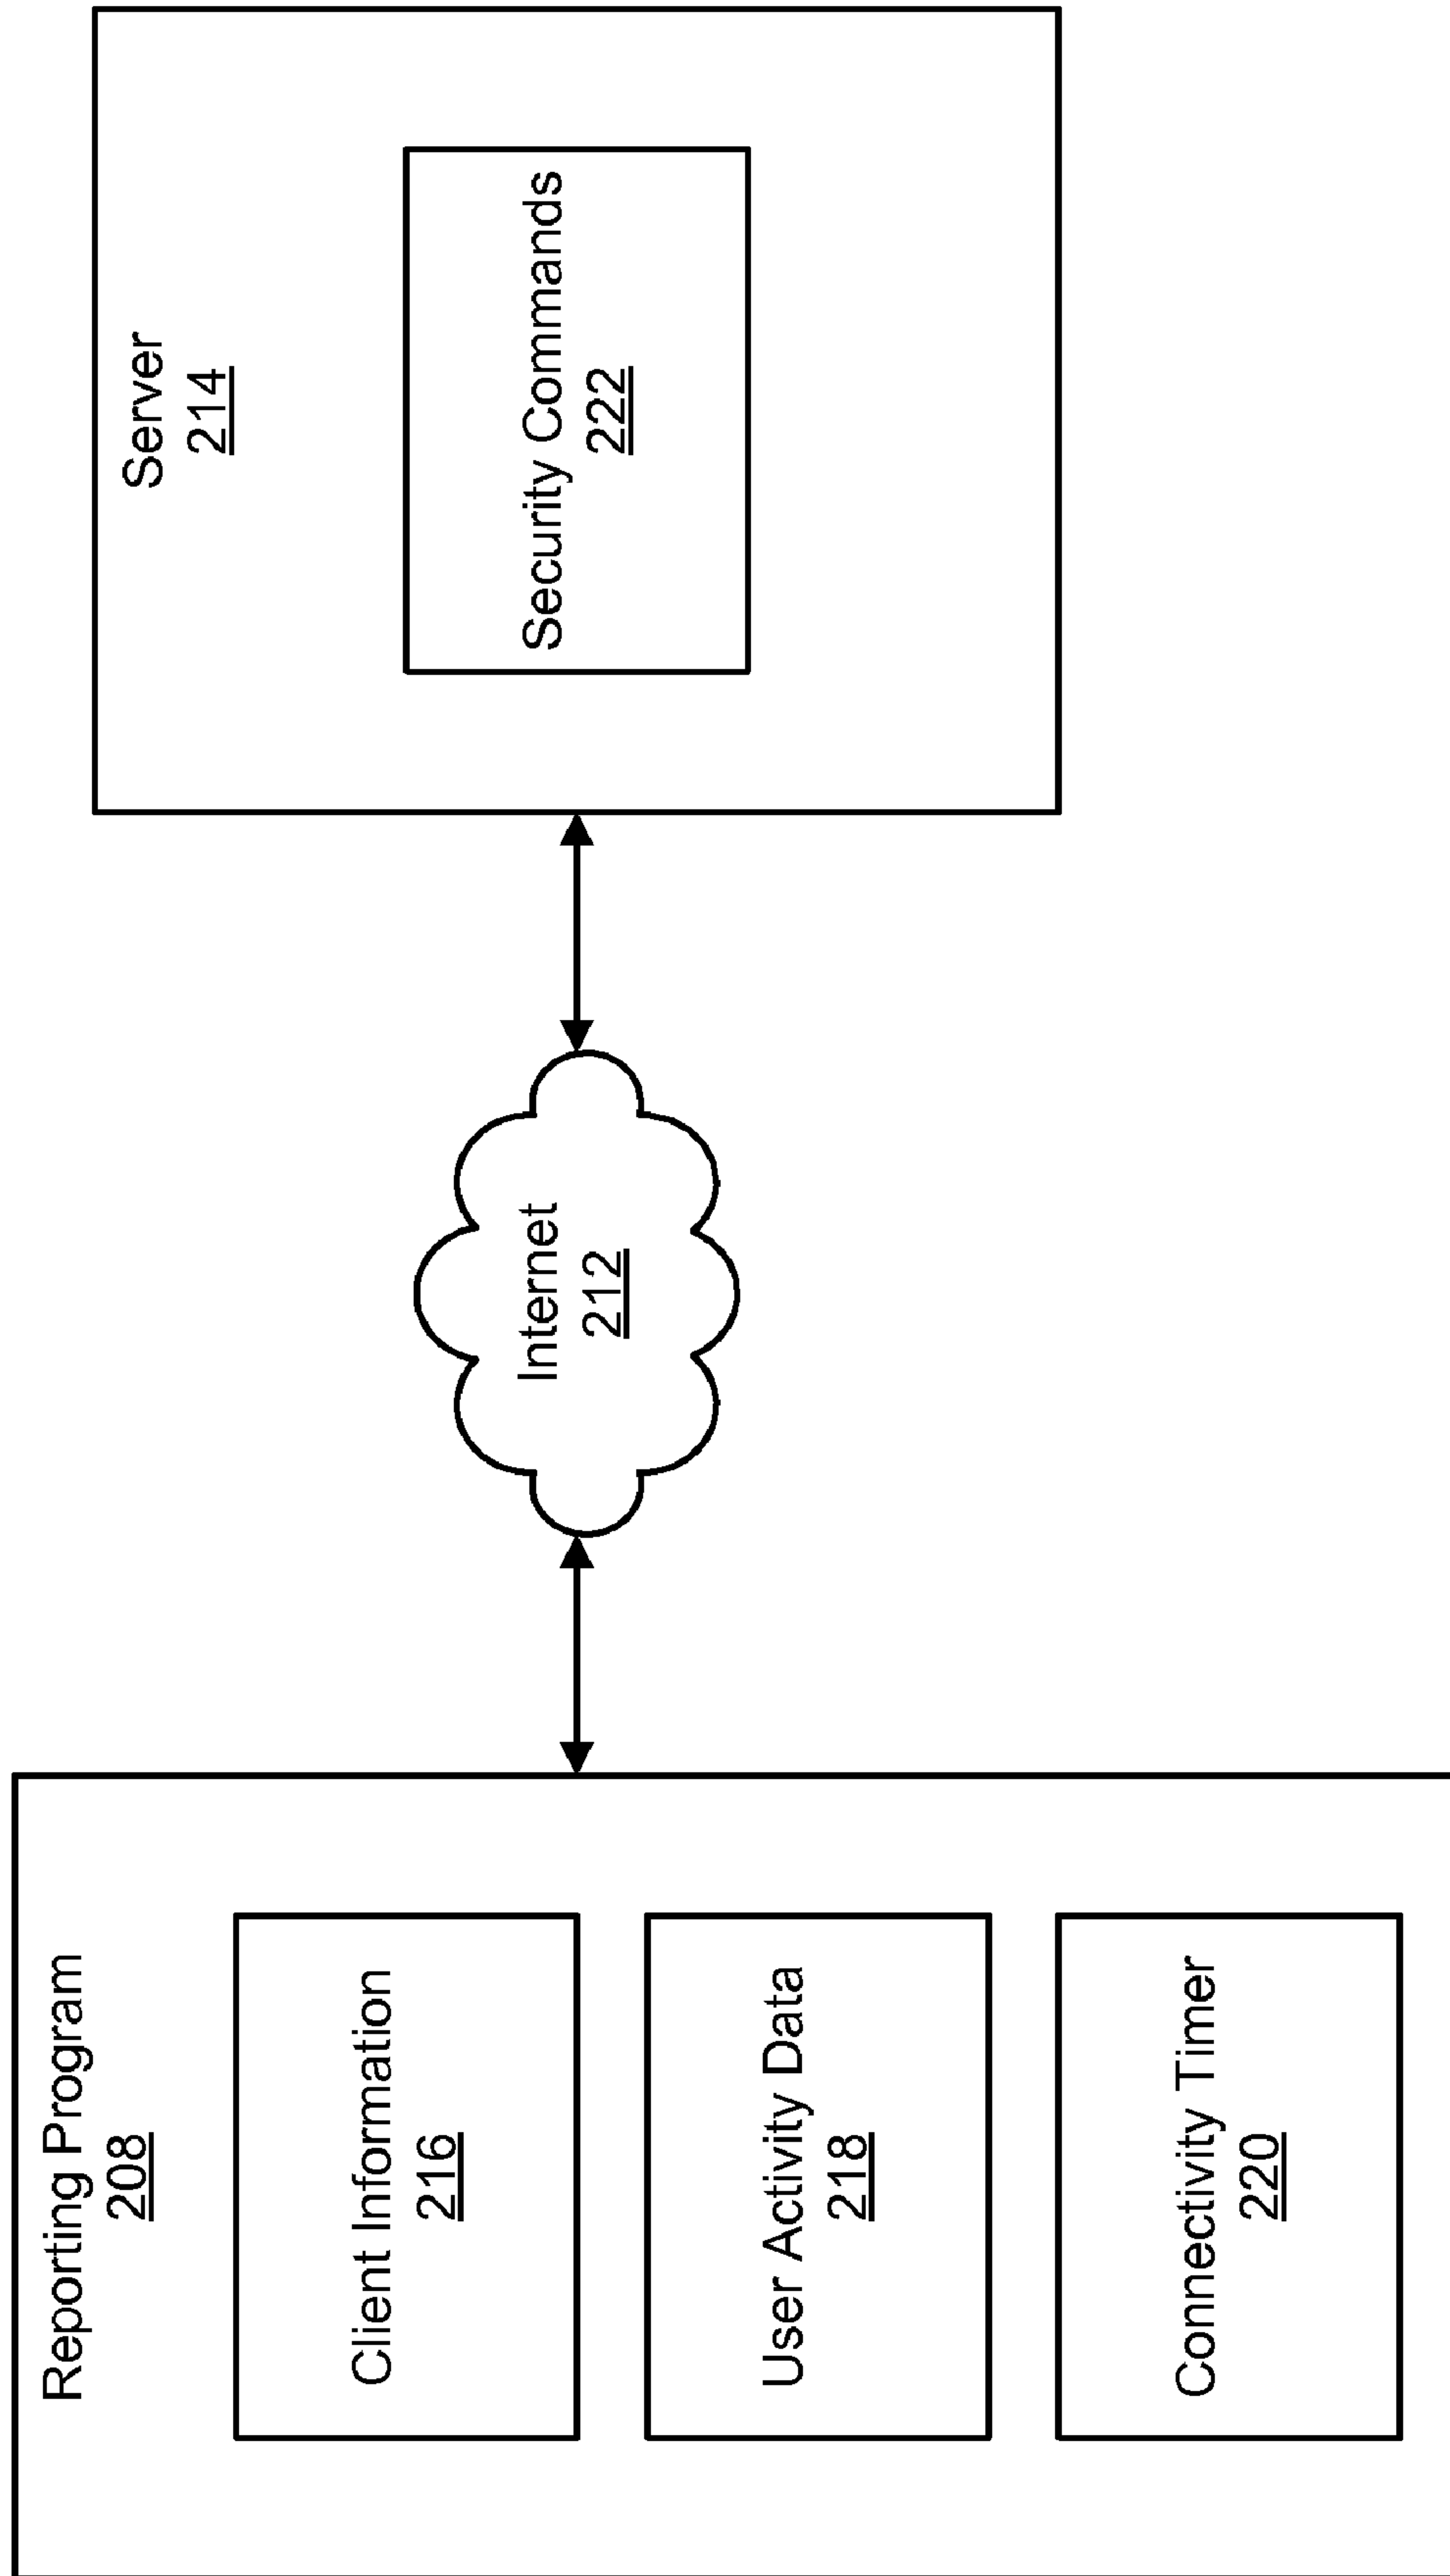 Reporting Program
208
Client Information
216
User Activity Data
218
Connectivity Timer
220
Internet
212
Server
214
Security Commands
222